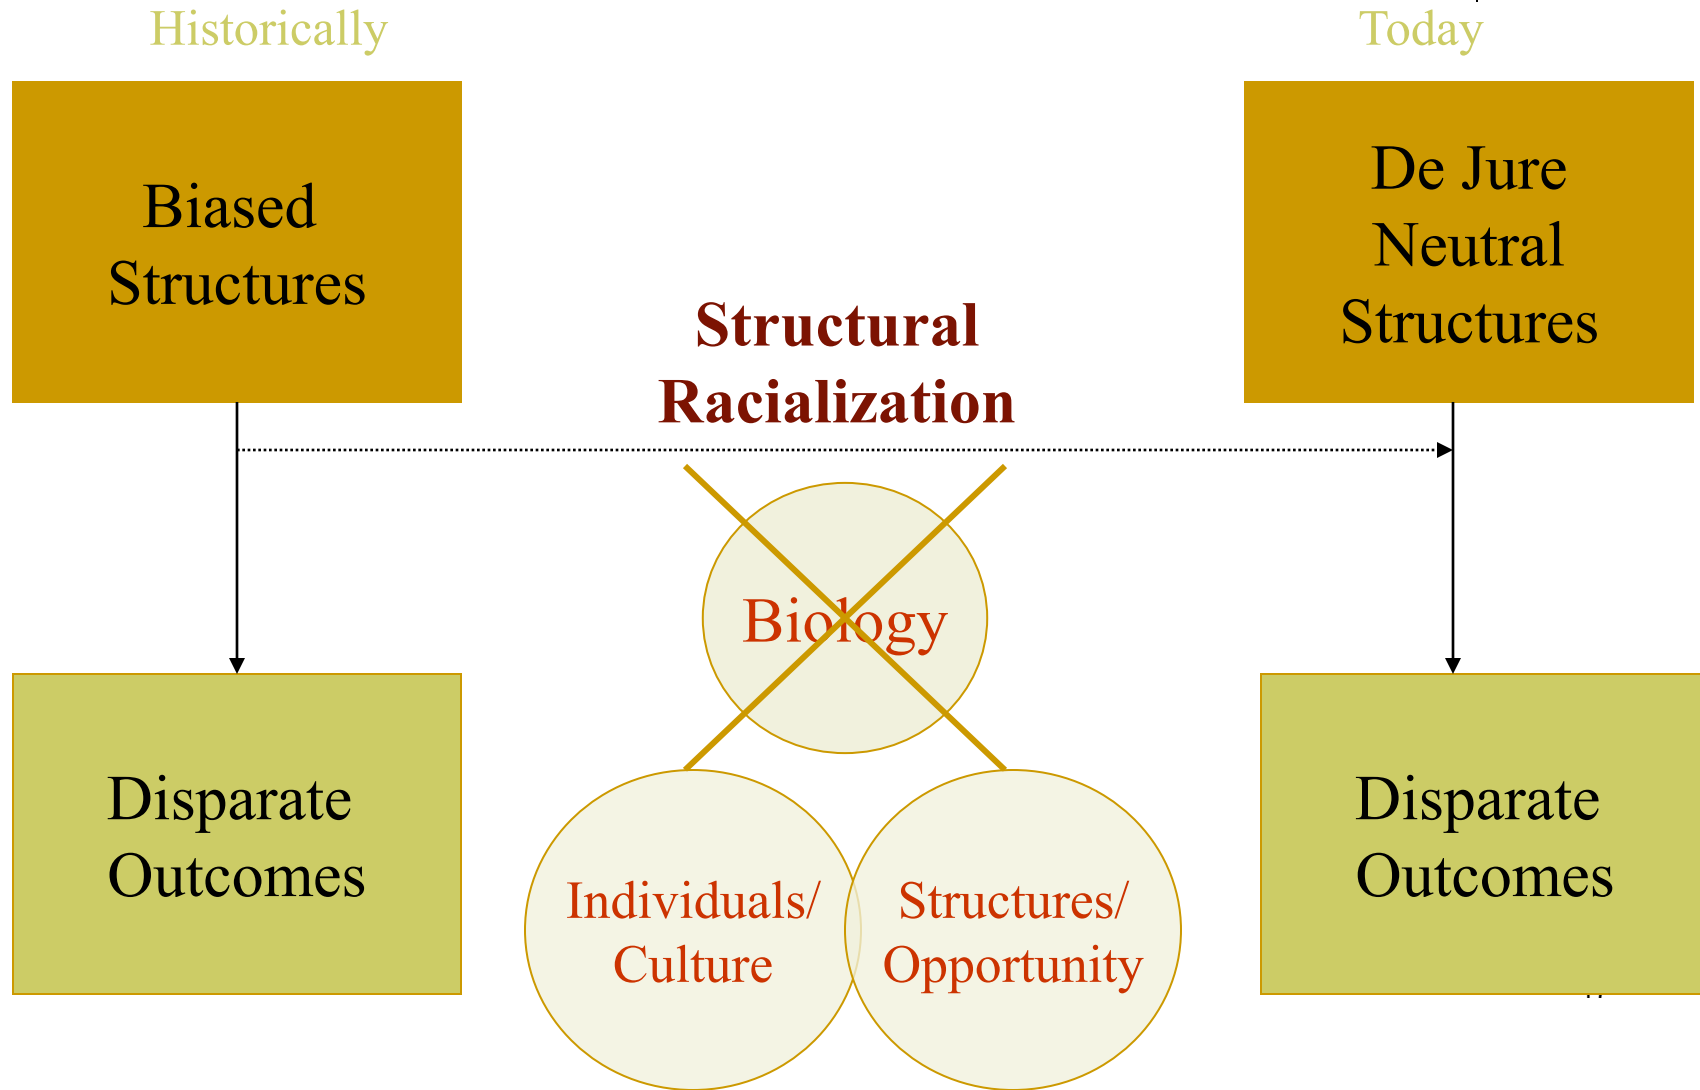 Historically
Today
Biased
Structures
De Jure
Neutral
Structures
Structural
Racialization
Biology
Disparate
Outcomes
Individuals/
Culture
Structures/
Opportunity
Disparate
Outcomes